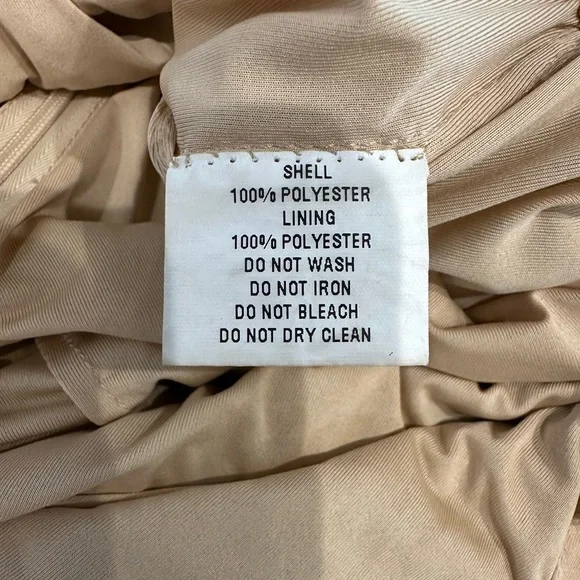 SHELL
100% POLYESTER
LINING
100% POLYESTER
DO NOT WASH
DO NOT IRON
DO NOT BLEACH
DO NOT DRY CLEAN